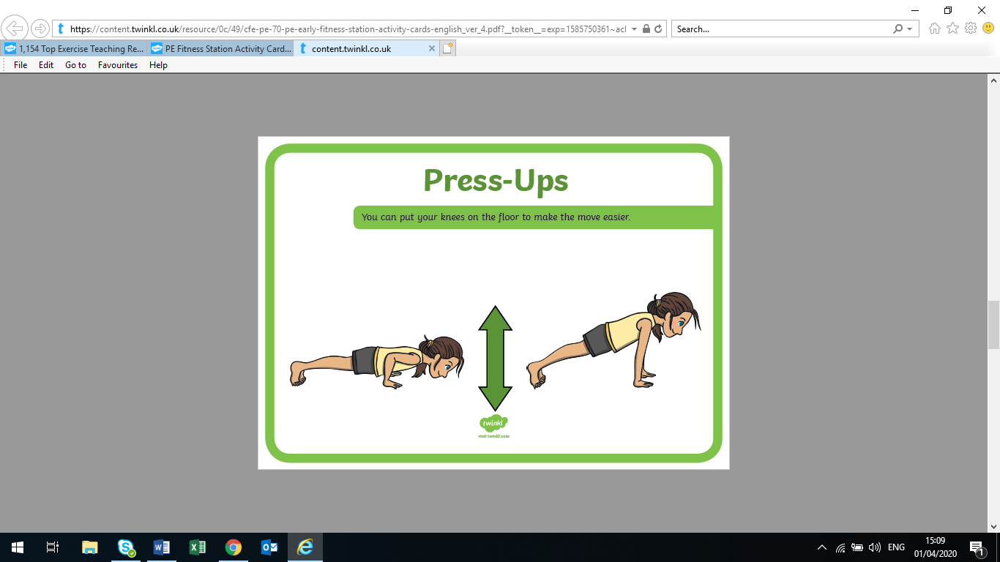 https://content.twinkl.co.uk/resource/0c/49/cfe-pe-70-pe-early-fitness-station-activity-cards-english_ver_4.pdf?__token__=exp=1585750361~acl
Search...
1,154 Top Exercise Teaching Re...
PE Fitness Station Activity Card...
content.twinkl.co.uk
File Edit Go to Favourites Help
Press-Ups
You can put your knees on the floor to make the move easier.
twinkl
visit twinkl.com
ENG
15:09
01/04/2020
1